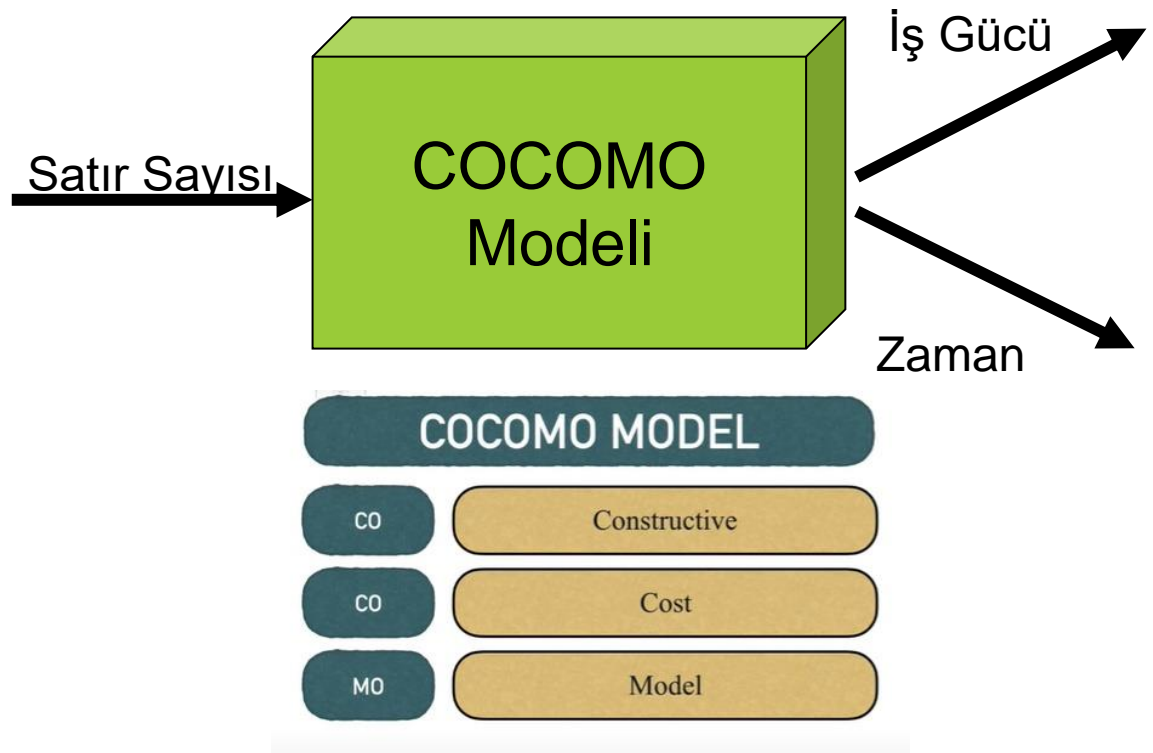 İş Gücü
Satır Sayısı
COCOMO
Modeli
Zaman
COCOMO MODEL
CO
Constructive
CO
Cost
MO
Model